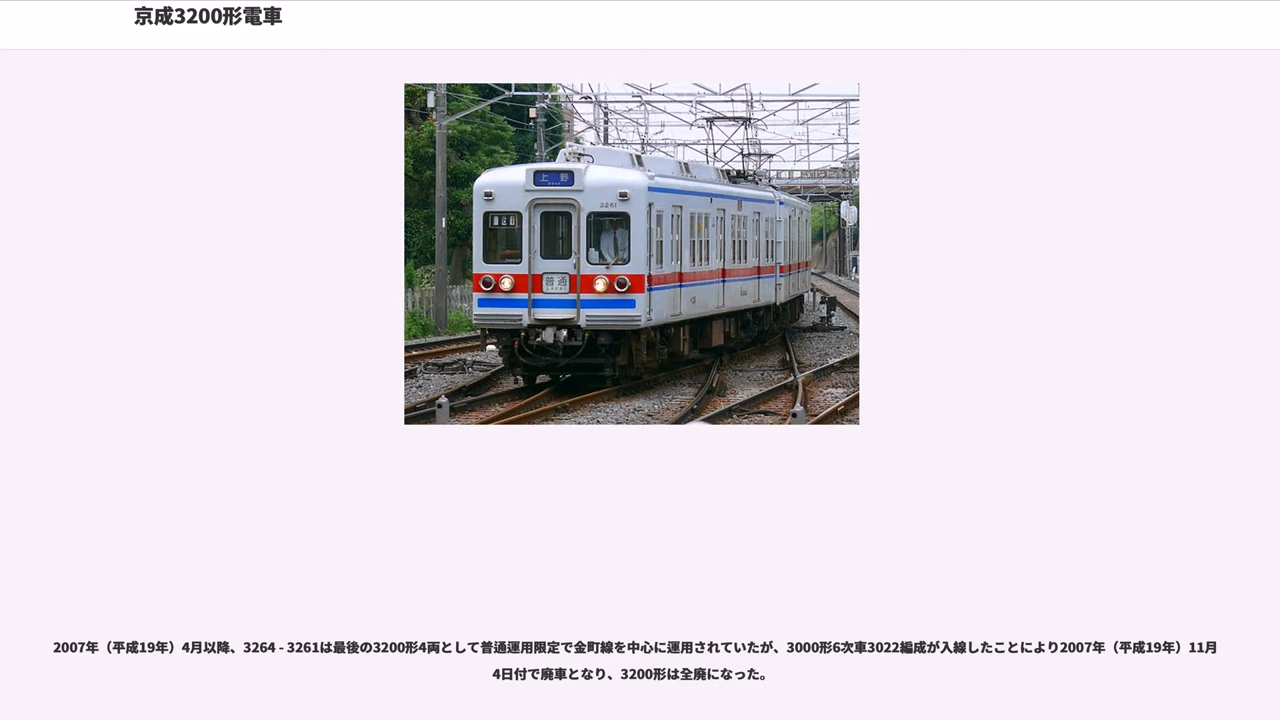 京成3200形電車
上野
3261
普通
2007年（平成19年）4月以降、3264 - 3261は最後の3200形4両として普通運用限定で金町線を中心に運用されていたが、3000形6次車3022編成が入線したことにより2007年（平成19年）11月
4日付で廃車となり、3200形は全廃になった。